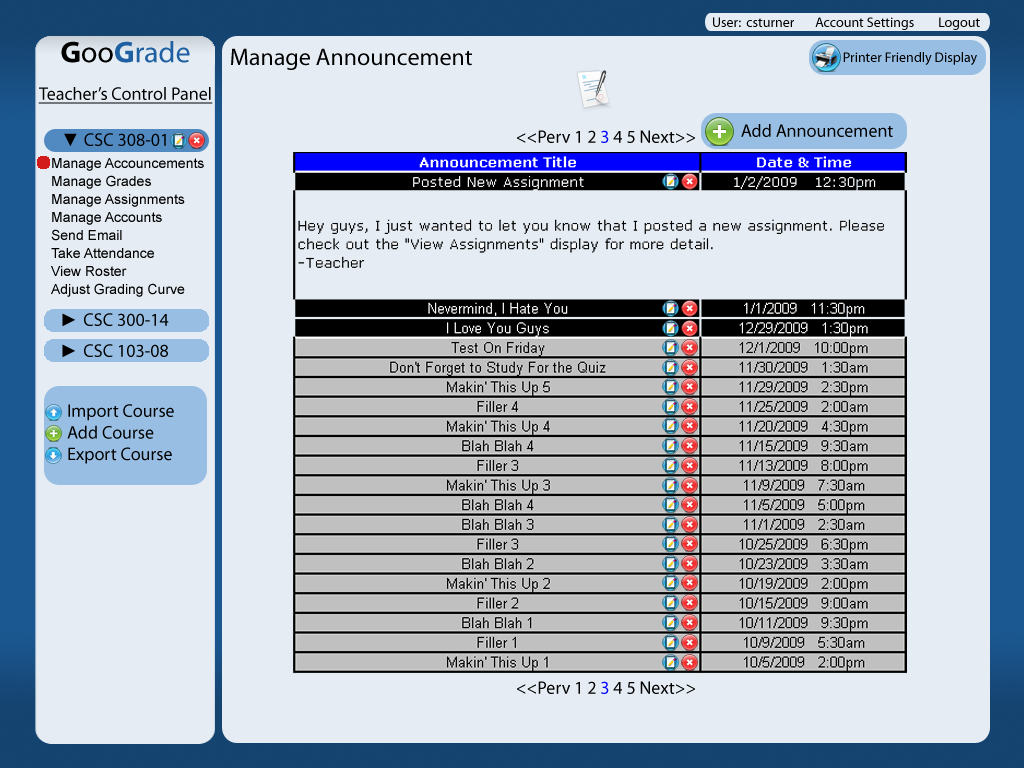 User: csturner Account Settings Logout
GooGrade
Teacher's Control Panel
▼ CSC 308-01
Manage Accouncements
Manage Grades
Manage Assignments
Manage Accounts
Send Email
Take Attendance
View Roster
Adjust Grading Curve
► CSC 300-14
► CSC 103-08
Import Course
Add Course
Export Course
Manage Announcement
Printer Friendly Display
<<Perv 1 2 3 4 5 Next>>
Add Announcement
Announcement Title Date & Time
Posted New Assignment 1/2/2009 12:30pm
Hey guys, I just wanted to let you know that I posted a new assignment. Please
check out the "View Assignments" display for more detail.
-Teacher
Nevermind, I Hate You 1/1/2009 11:30pm
I Love You Guys 12/29/2009 1:30pm
Test On Friday 12/1/2009 10:00pm
Don't Forget to Study For the Quiz 11/30/2009 1:30am
Makin' This Up 5 11/29/2009 2:30pm
Filler 4 11/25/2009 2:00am
Makin' This Up 4 11/20/2009 4:30pm
Blah Blah 4 11/15/2009 9:30am
Filler 3 11/13/2009 8:00pm
Makin' This Up 3 11/9/2009 7:30am
Blah Blah 4 11/5/2009 5:00pm
Blah Blah 3 11/1/2009 2:30am
Filler 3 10/25/2009 6:30pm
Blah Blah 2 10/23/2009 3:30am
Makin' This Up 2 10/19/2009 2:00pm
Filler 2 10/15/2009 9:00am
Blah Blah 1 10/11/2009 9:30pm
Filler 1 10/9/2009 5:30am
Makin' This Up 1 10/5/2009 2:00pm
<<Perv 1 2 3 4 5 Next>>